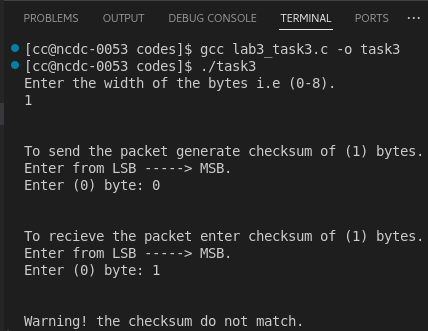 PROBLEMS OUTPUT DEBUG CONSOLE TERMINAL PORTS ...
[cc@ncdc-0053 codes]$ gcc lab3_task3.c -o task3
[cc@ncdc-0053 codes]$ ./task3
Enter the width of the bytes i.e (0-8).
1
To send the packet generate checksum of (1) bytes.
Enter from LSB -----> MSB.
Enter (0) byte: 0
To recieve the packet enter checksum of (1) bytes.
Enter from LSB -----> MSB.
Enter (0) byte: 1
Warning! the checksum do not match.